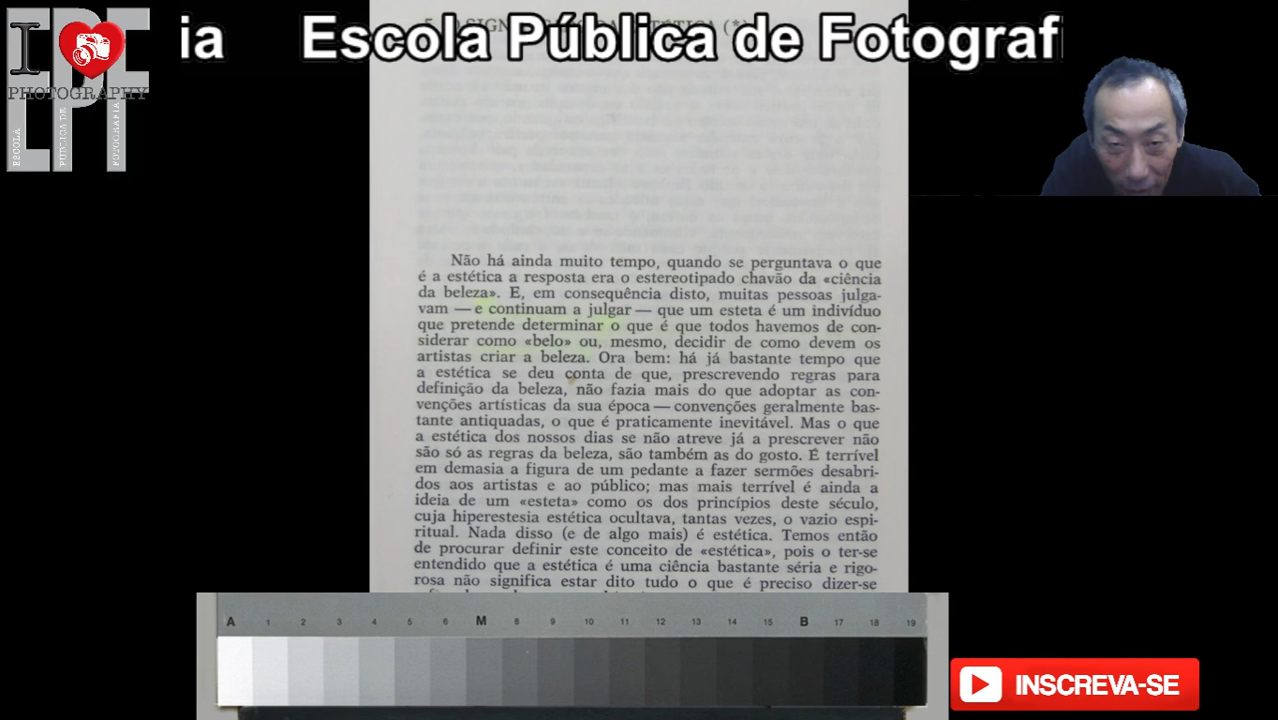 ia Escola Pública de Fotograf
I
PHOTOGRAPHY
ESCOLA
PÚBLICA DE
FOTOGRAFIA
Não há ainda muito tempo, quando se perguntava o que
é a estética a resposta era o estereotipado chavão da «ciência
da beleza». E, em consequência disto, muitas pessoas julga-
vam — e continuam a julgar — que um esteta é um indivíduo
que pretende determinar o que é que todos havemos de con-
siderar como «belo» ou, mesmo, decidir de como devem os
artistas criar a beleza. Ora bem: há já bastante tempo que
a estética se deu conta de que, prescrevendo regras para
definição da beleza, não fazia mais do que adoptar as con-
venções artísticas da sua época — convenções geralmente bas-
tante antiquadas, o que é praticamente inevitável. Mas o que
a estética dos nossos dias se não atreve já a prescrever não
são só as regras da beleza, são também as do gosto. É terrível
em demasia a figura de um pedante a fazer sermões desabri-
dos aos artistas e ao público; mas mais terrível é ainda a
ideia de um «esteta» como os dos princípios deste século,
cuja hiperestesia estética ocultava, tantas vezes, o vazio espi-
ritual. Nada disso (e de algo mais) é estética. Temos então
de procurar definir este conceito de «estética», pois o ter-se
entendido que a estética é uma ciência bastante séria e rigo-
rosa não significa estar dito tudo o que é preciso dizer-se
A 1 2 3 4 5 6 M 8 9 10 11 12 13 14 15 B 17 18 19
INSCREVA-SE